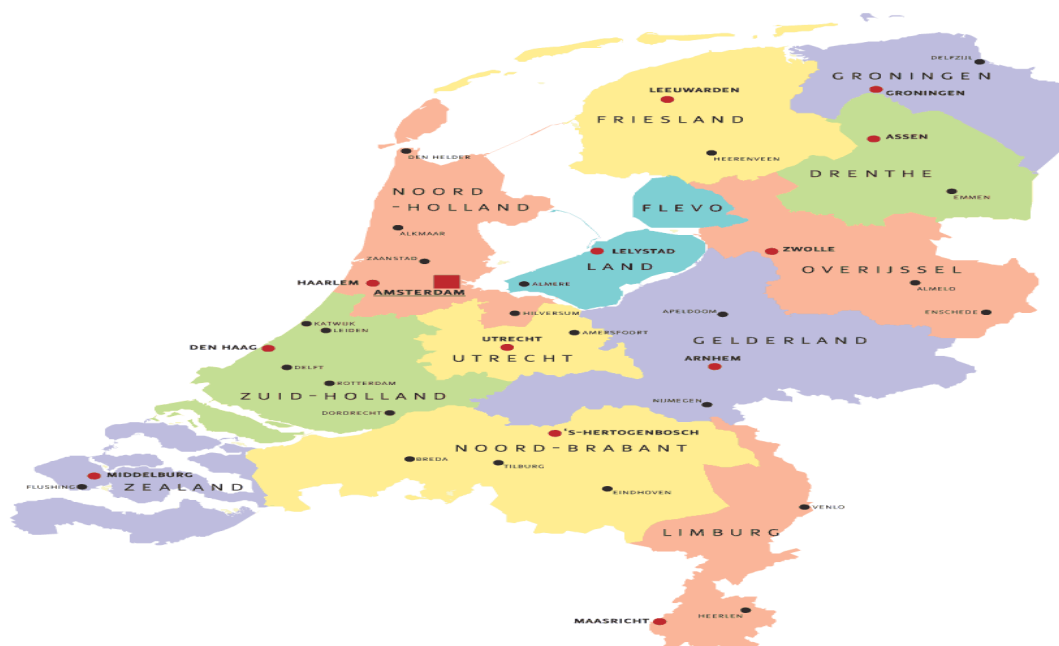 DELFZIJL
GRONINGEN
GRONINGEN
LEEUWARDEN
FRIESLAND
ASSEN
HEERENVEEN
DEN HELDER
DRENTHE
EMMEN
NOORD
-HOLLAND
FLEVO
ALKMAAR
LELYSTAD
ZWOLLE
ZAANSTAD
LAND
OVERIJSSEL
HAARLEM
AMSTERDAM
ALMERE
ALMELO
HILVERSUM
APELDOOM
ENSCHEDE
KATWIJK
LEIDEN
AMERSFOORT
UTRECHT
GELDERLAND
DEN HAAG
UTRECHT
DELFT
ARNHEM
ROTTERDAM
ZUID-HOLLAND
NIJMEGEN
DORDRECHT
'S-HERTOGENBOSCH
NOORD-BRABANT
BREDA
TILBURG
MIDDELBURG
FLUSHING
ZEALAND
EINDHOVEN
VENLO
LIMBURG
HEERLEN
MAASRICHT